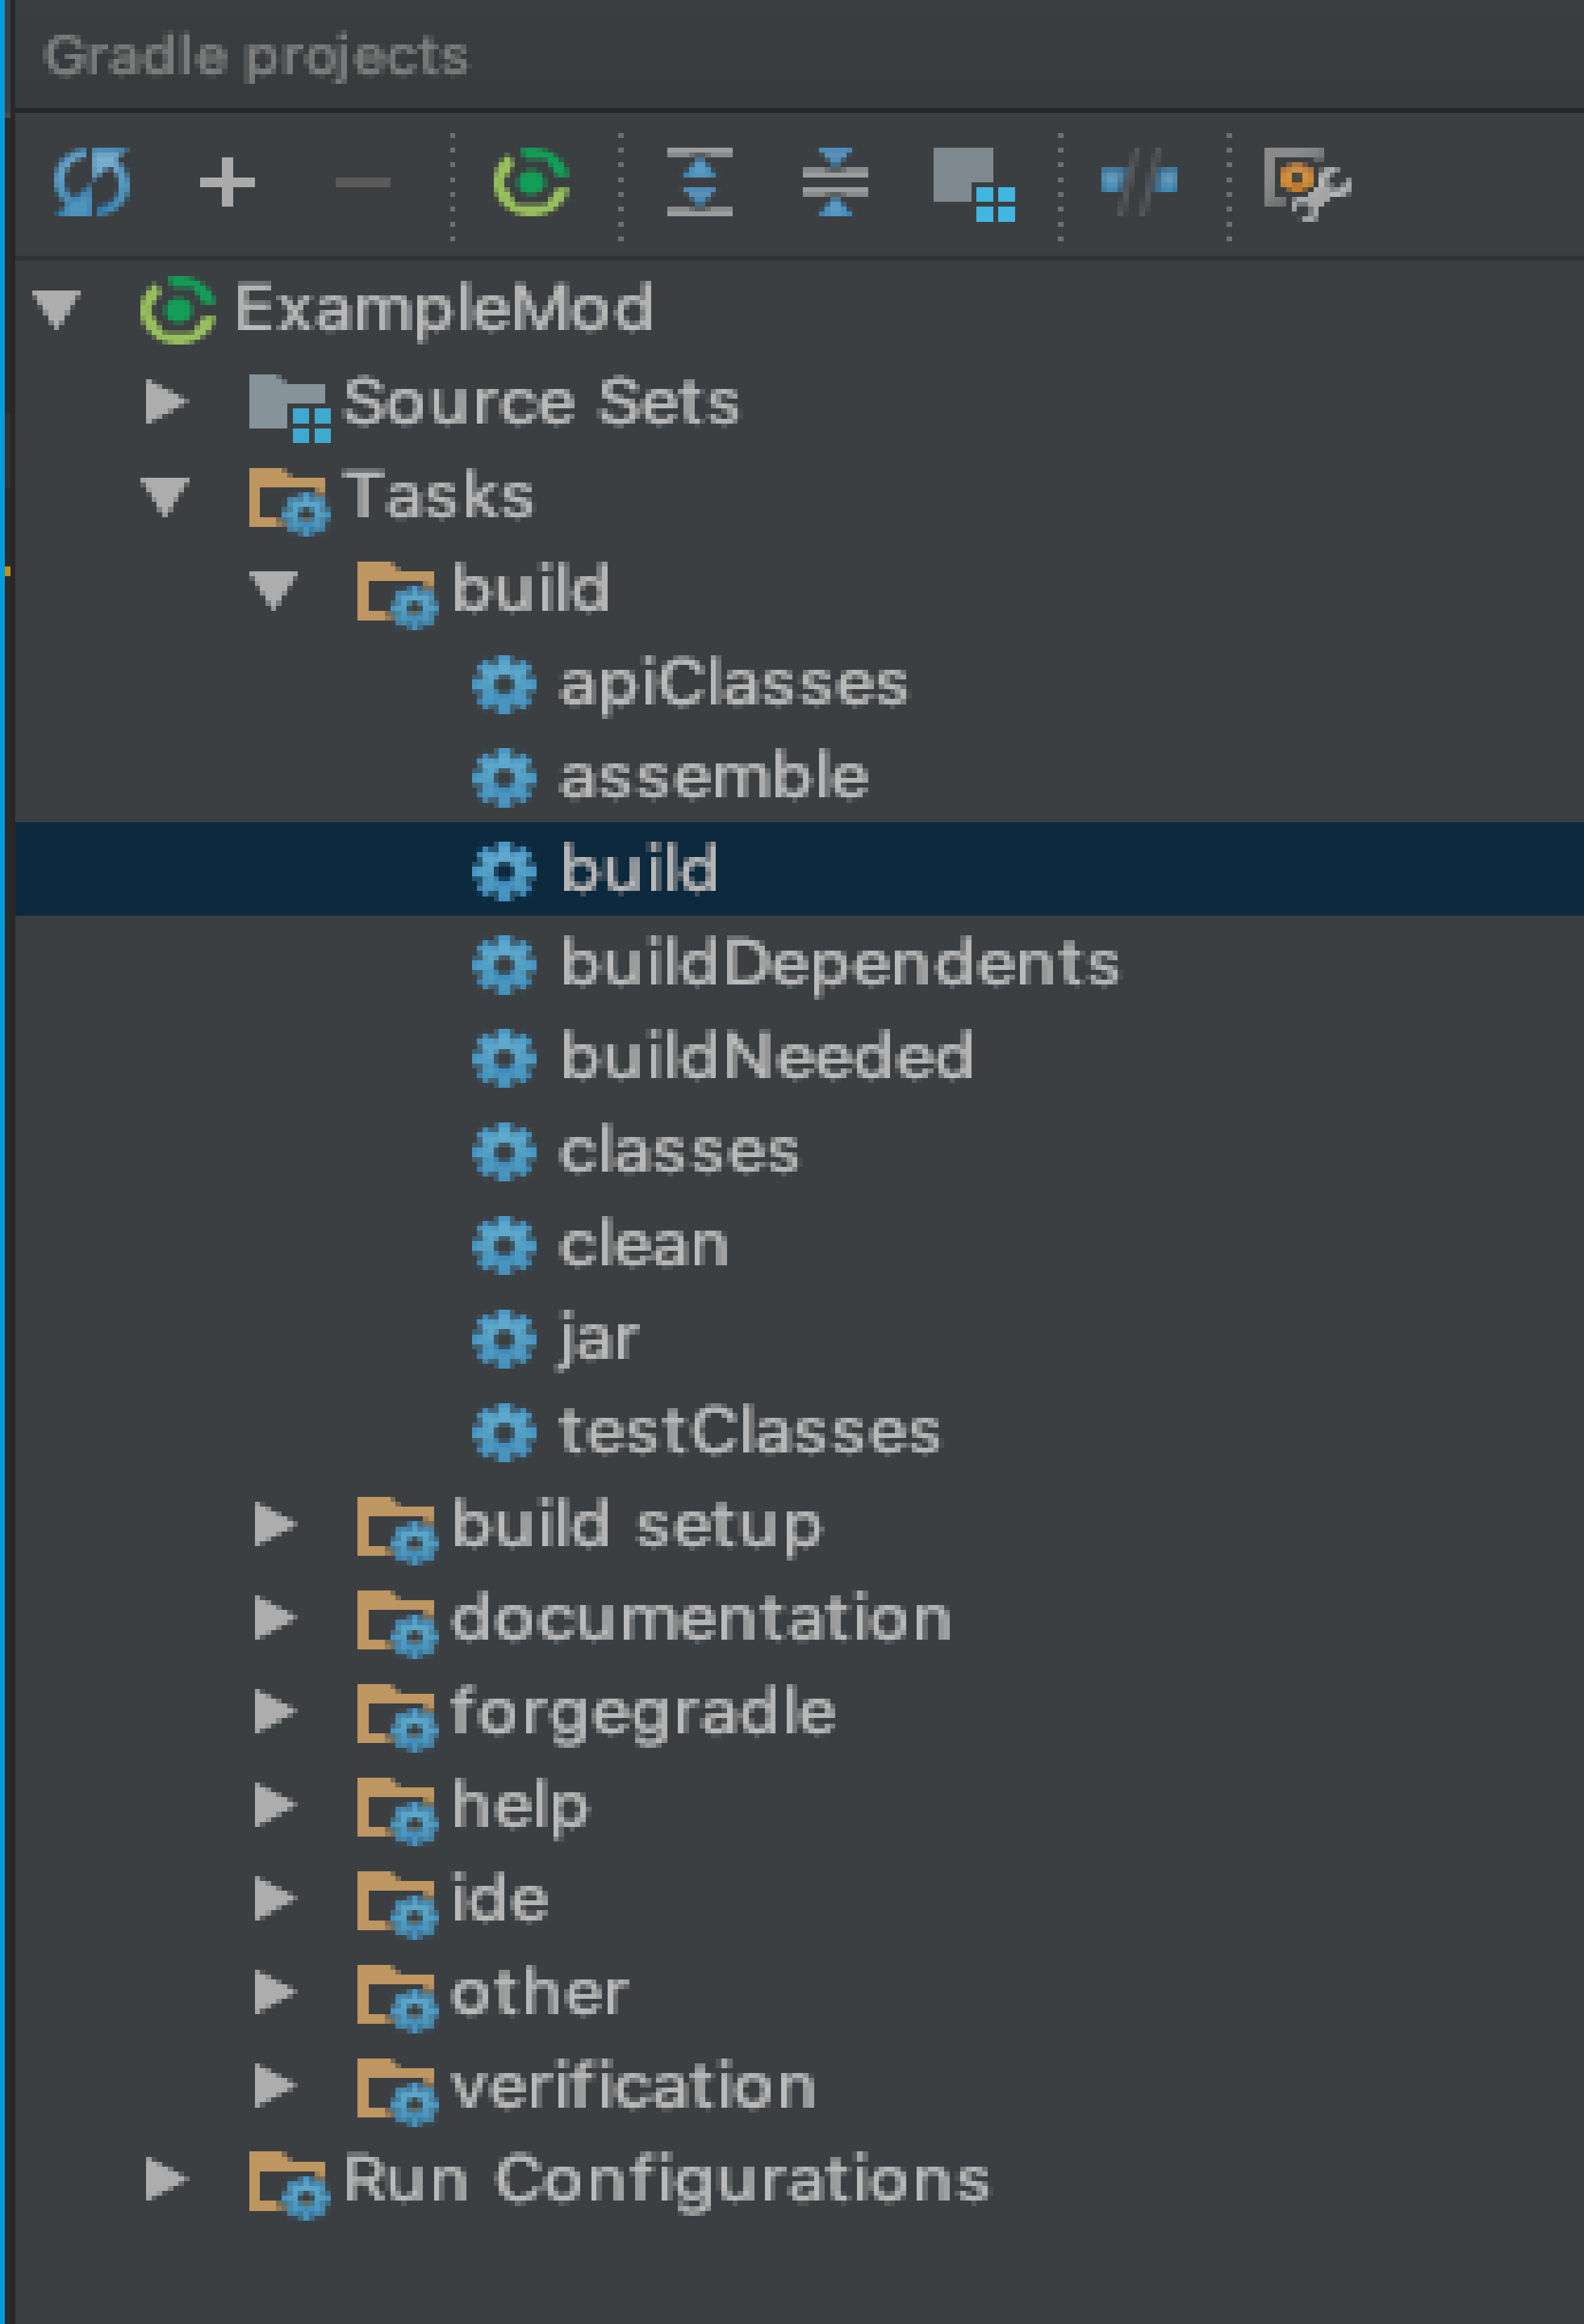 Gradle projects
ExampleMod
Source Sets
Tasks
build
apiClasses
assemble
build
buildDependents
buildNeeded
classes
clean
jar
testClasses
build setup
documentation
forgegradle
help
ide
other
verification
Run Configurations